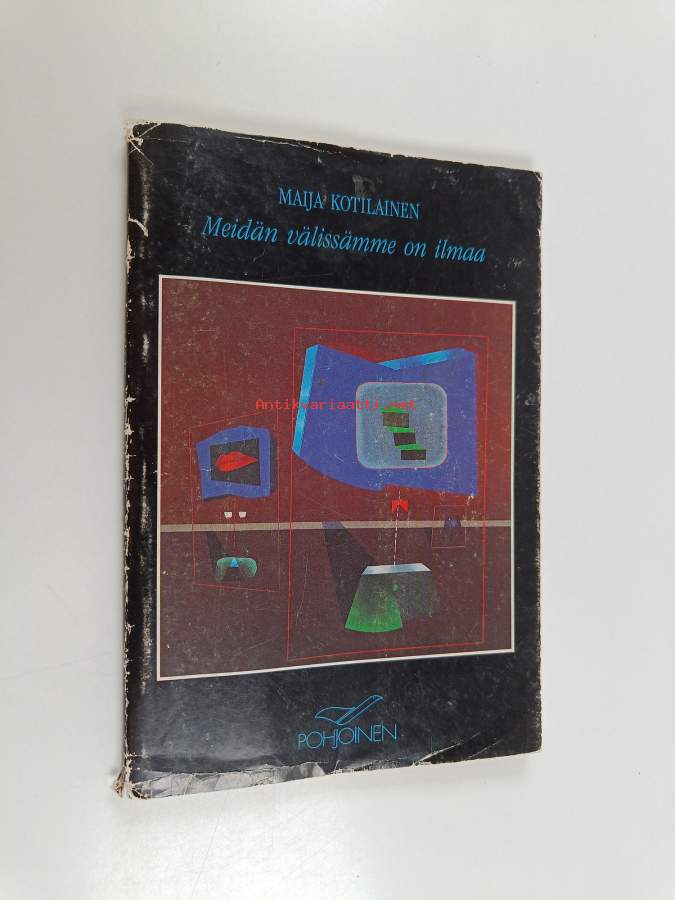 MAIJA KOTILAINEN
Meidän välissämme on ilmaa
Antikvariaatti.net
POHJOINEN